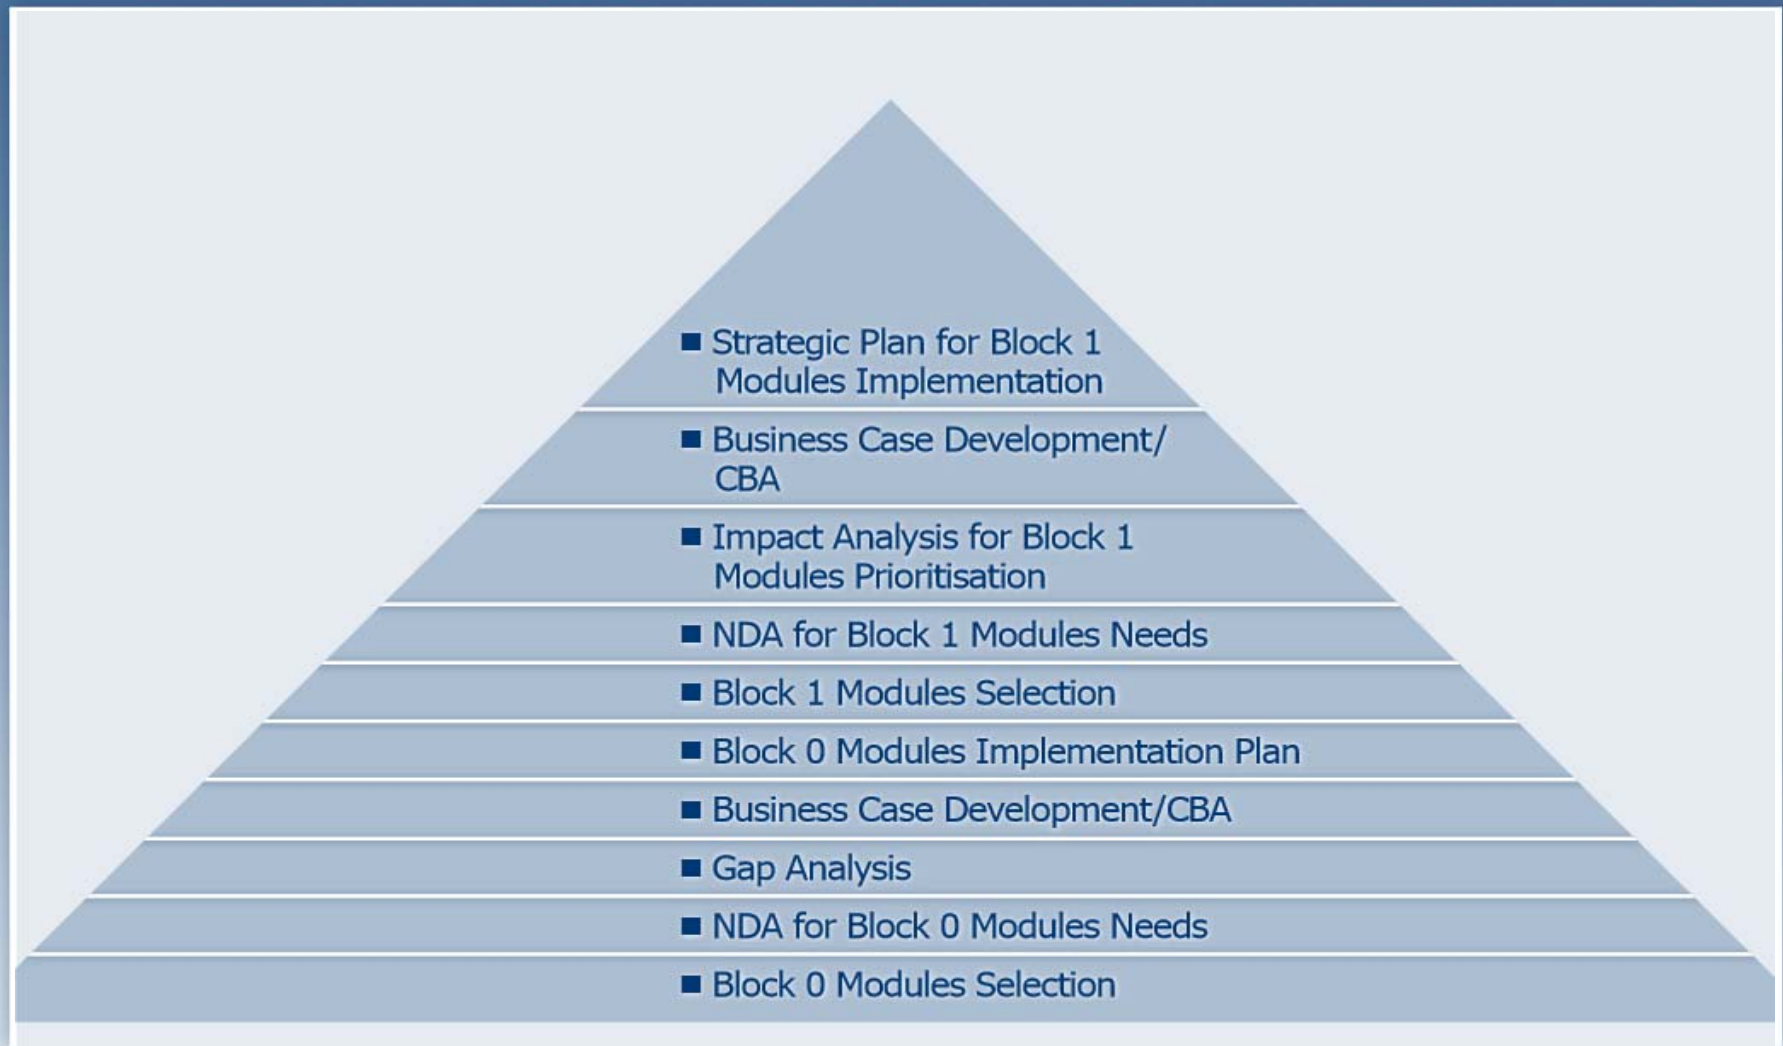 ■ Strategic Plan for Block 1
Modules Implementation
■ Business Case Development/
CBA
■ Impact Analysis for Block 1
Modules Prioritisation
■ NDA for Block 1 Modules Needs
■ Block 1 Modules Selection
■ Block 0 Modules Implementation Plan
■ Business Case Development/CBA
■ Gap Analysis
■ NDA for Block 0 Modules Needs
■ Block 0 Modules Selection